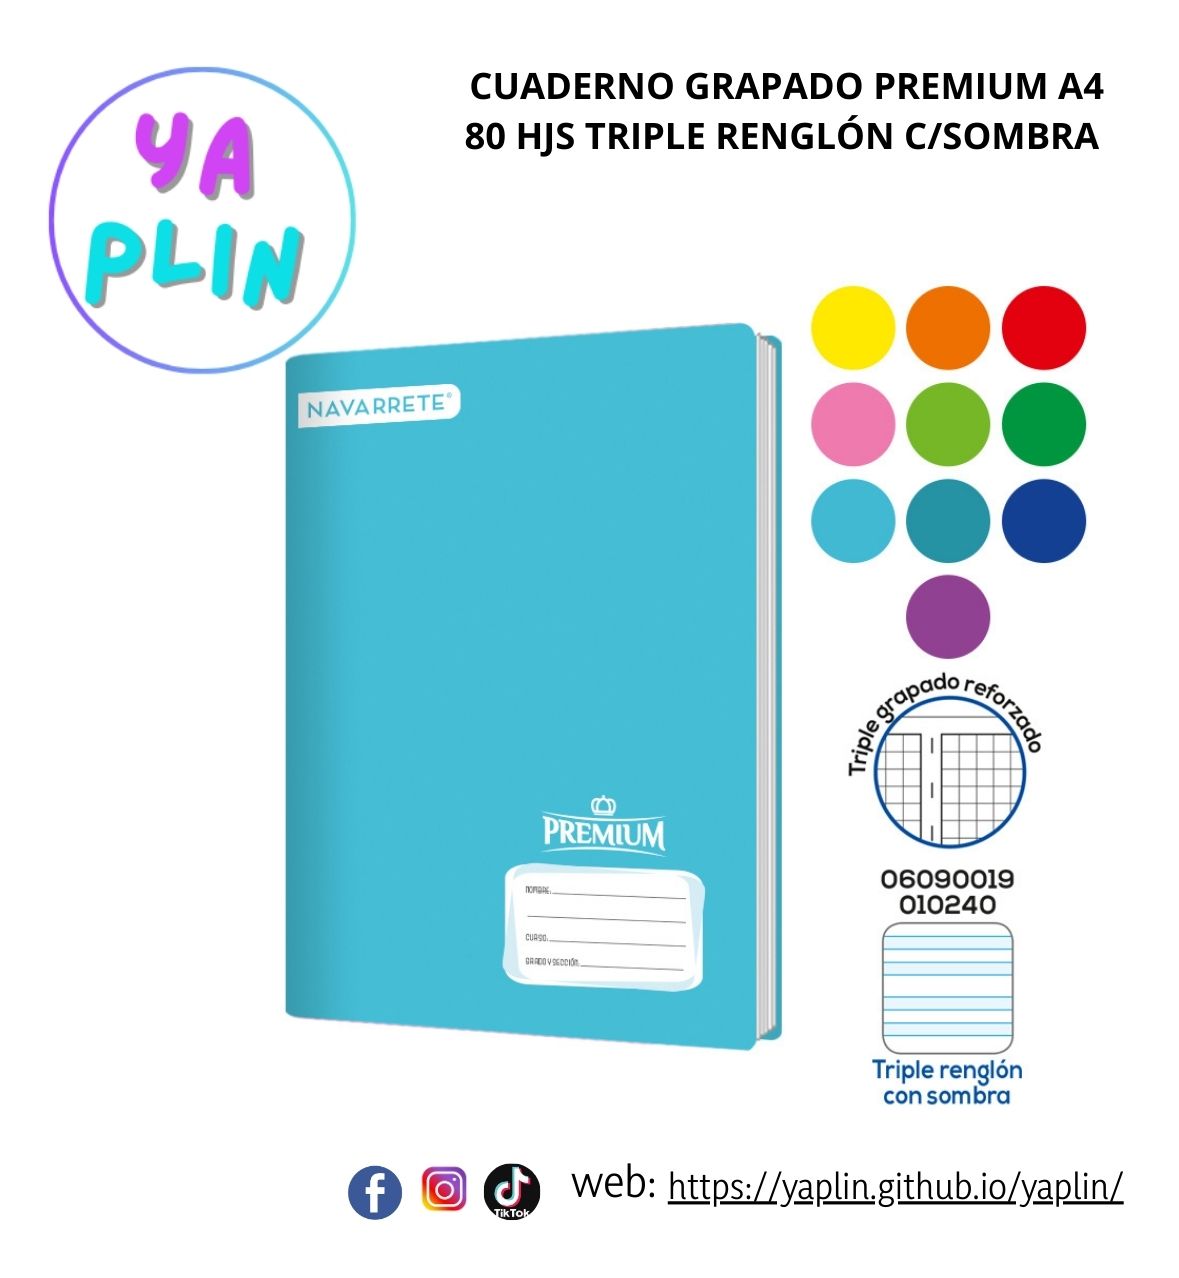 YA
PLIN
CUADERNO GRAPADO PREMIUM A4
80 HJS TRIPLE RENGLÓN C/SOMBRA
NAVARRETE®
PREMIUM
NOMBRE:
CURSO:
GRADO Y SECCIÓN:
Triple grapado reforzado
06090019
010240
Triple renglón
con sombra
TikTok
web: https://yaplin.github.io/yaplin/